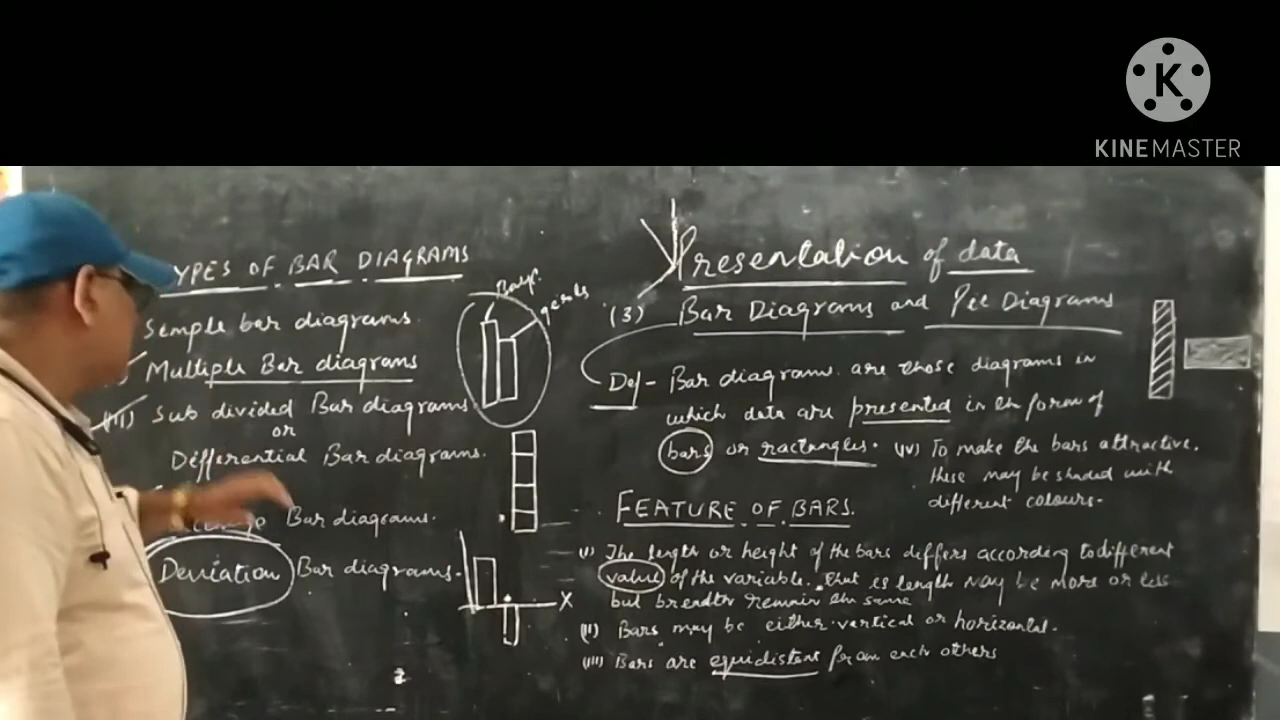 KINEMASTER
YPES OF BAR DIAGRAMS
Semple bar diagrams.
Multiple Bar diagrams
(iii) Sub divided Bar diagrams
or
Differential Bar diagrams.
Bar diagrams.
Deviation Bar diagrams.
Boys
X
Presentation of data
(3) Bar Diagrams and Pie Diagrams
Def - Bar diagrams are those diagrams in
which data are presented in the form of
bars or ractangles.
(iv) To make the bars attractive.
these may be shaded with
different colours.
FEATURE OF BARS.
(i) The length or height of the bars differs according to different
value of the variable. That is length may be more or less
but breadth remain the same
(ii) Bars may be either vertical or horizontal.
(iii) Bars are equidistant from each others